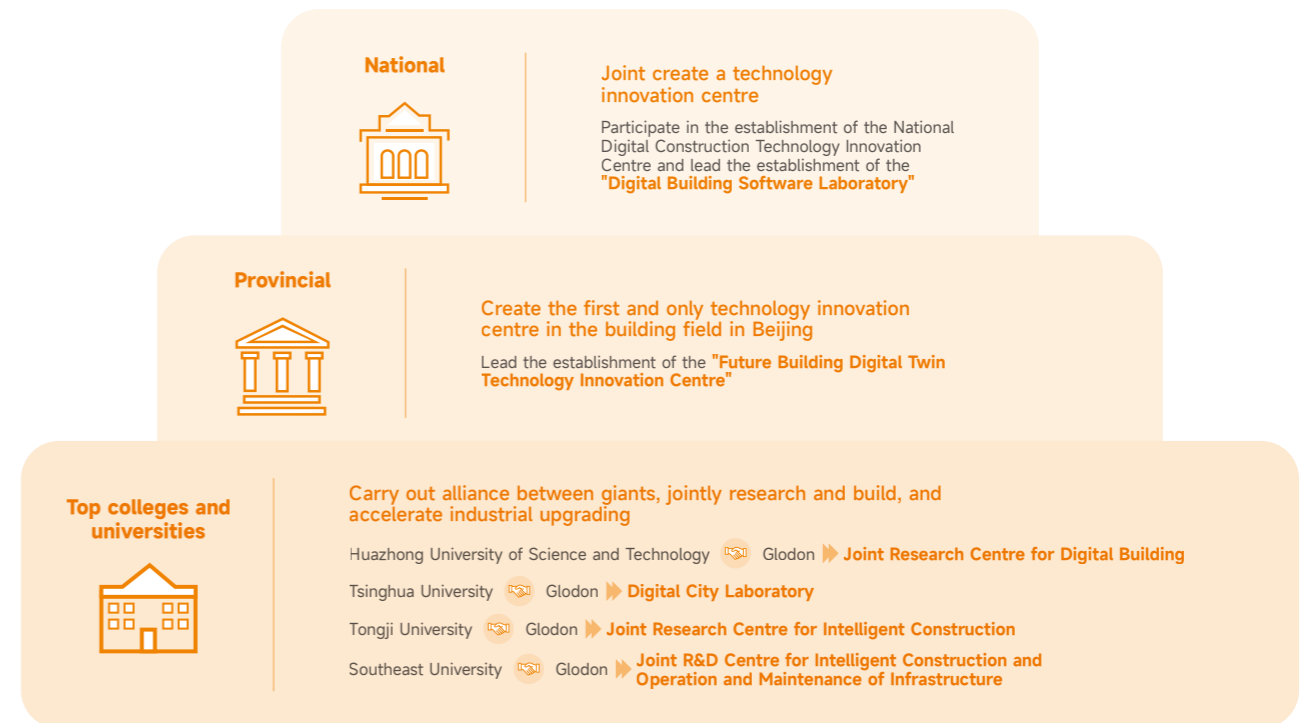 National
Joint create a technology
innovation centre
Participate in the establishment of the National
Digital Construction Technology Innovation
Centre and lead the establishment of the
"Digital Building Software Laboratory"
Provincial
Create the first and only technology innovation
centre in the building field in Beijing
Lead the establishment of the "Future Building Digital Twin
Technology Innovation Centre"
Top colleges and
universities
Carry out alliance between giants, jointly research and build, and
accelerate industrial upgrading
Huazhong University of Science and Technology Glodon Joint Research Centre for Digital Building
Tsinghua University Glodon Digital City Laboratory
Tongji University Glodon Joint Research Centre for Intelligent Construction
Southeast University Glodon Joint R&D Centre for Intelligent Construction and
Operation and Maintenance of Infrastructure